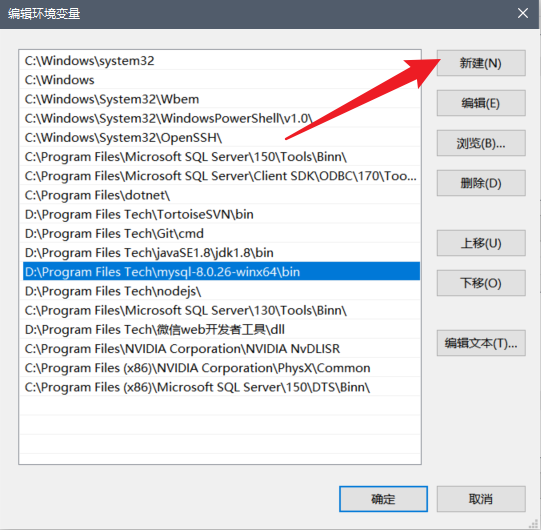 编辑环境变量
C:\Windows\system32
C:\Windows
C:\Windows\System32\Wbem
C:\Windows\System32\WindowsPowerShell\v1.0\
C:\Windows\System32\OpenSSH\
C:\Program Files\Microsoft SQL Server\150\Tools\Binn\
C:\Program Files\Microsoft SQL Server\Client SDK\ODBC\170\Too...
C:\Program Files\dotnet\
D:\Program Files Tech\TortoiseSVN\bin
D:\Program Files Tech\Git\cmd
D:\Program Files Tech\javaSE1.8\jdk1.8\bin
D:\Program Files Tech\mysql-8.0.26-winx64\bin
D:\Program Files Tech\nodejs\
C:\Program Files\Microsoft SQL Server\130\Tools\Binn\
D:\Program Files Tech\微信web开发者工具\dll
C:\Program Files\NVIDIA Corporation\NVIDIA NvDLISR
C:\Program Files (x86)\NVIDIA Corporation\PhysX\Common
C:\Program Files (x86)\Microsoft SQL Server\150\DTS\Binn\
新建(N)
编辑(E)
浏览(B)...
删除(D)
上移(U)
下移(O)
编辑文本(T)...
确定
取消